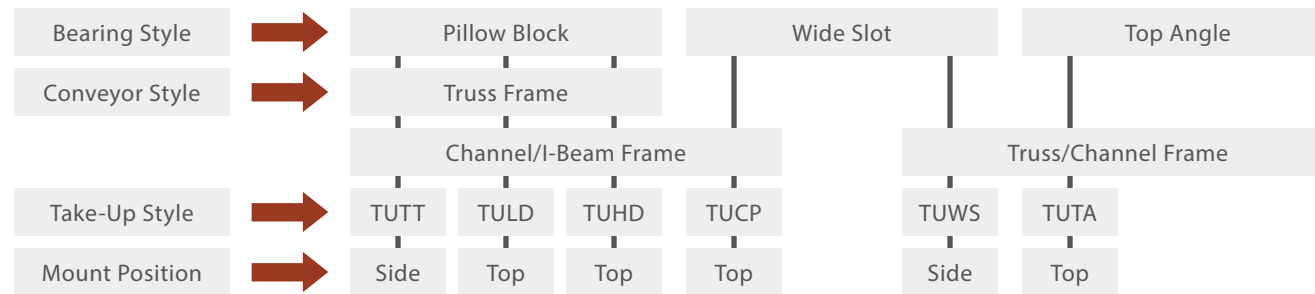 Bearing Style Pillow Block Wide Slot Top Angle
Conveyor Style Truss Frame
Channel/I-Beam Frame Truss/Channel Frame
Take-Up Style TUTT TULD TUHD TUCP TUWS TUTA
Mount Position Side Top Top Top Side Top